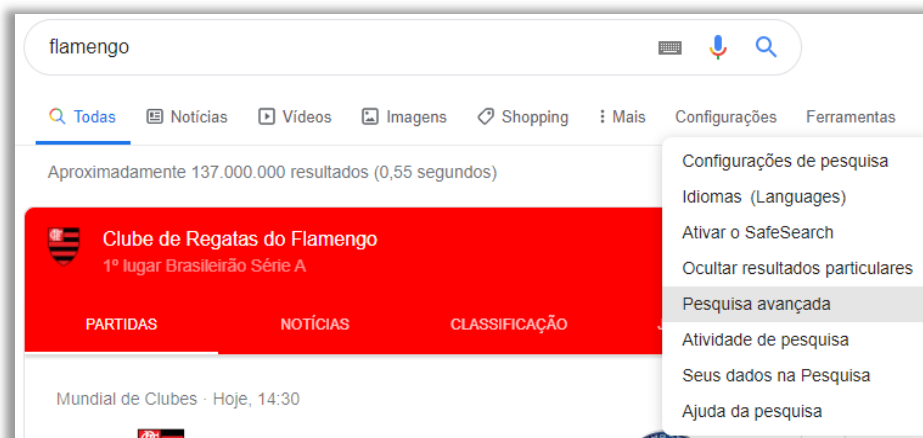 flamengo
Todas Notícias Vídeos Imagens Shopping Mais Configurações Ferramentas
Aproximadamente 137.000.000 resultados (0,55 segundos)
Configurações de pesquisa
Idiomas (Languages)
Ativar o SafeSearch
Ocultar resultados particulares
Pesquisa avançada
Atividade de pesquisa
Seus dados na Pesquisa
Ajuda da pesquisa
Clube de Regatas do Flamengo
1º lugar Brasileirão Série A
PARTIDAS NOTÍCIAS CLASSIFICAÇÃO
Mundial de Clubes · Hoje, 14:30